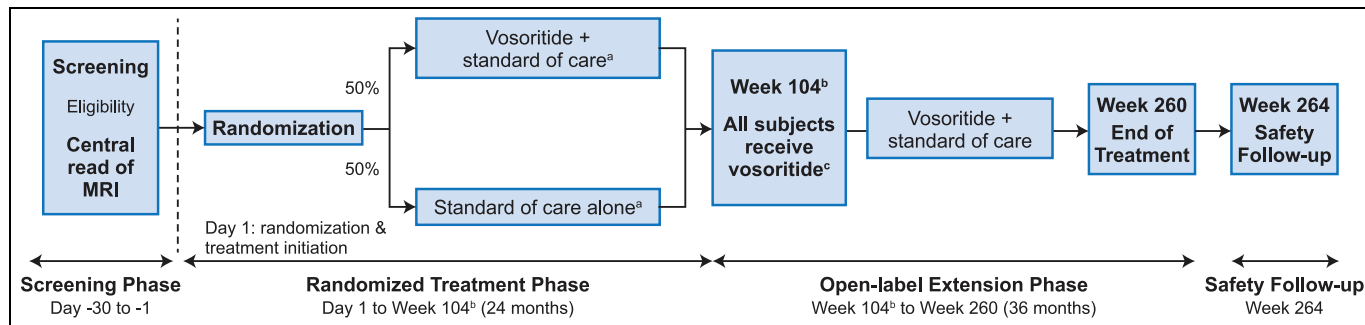 Screening
Eligibility
Central
read of
MRI
Randomization
50%
50%
Vosoritide +
standard of careᵃ
Standard of care aloneᵃ
Day 1: randomization &
treatment initiation
Week 104ᵇ
All subjects
receive
vosoritideᶜ
Vosoritide +
standard of care
Week 260
End of
Treatment
Week 264
Safety
Follow-up
Screening Phase
Day -30 to -1
Randomized Treatment Phase
Day 1 to Week 104ᵇ (24 months)
Open-label Extension Phase
Week 104ᵇ to Week 260 (36 months)
Safety Follow-up
Week 264